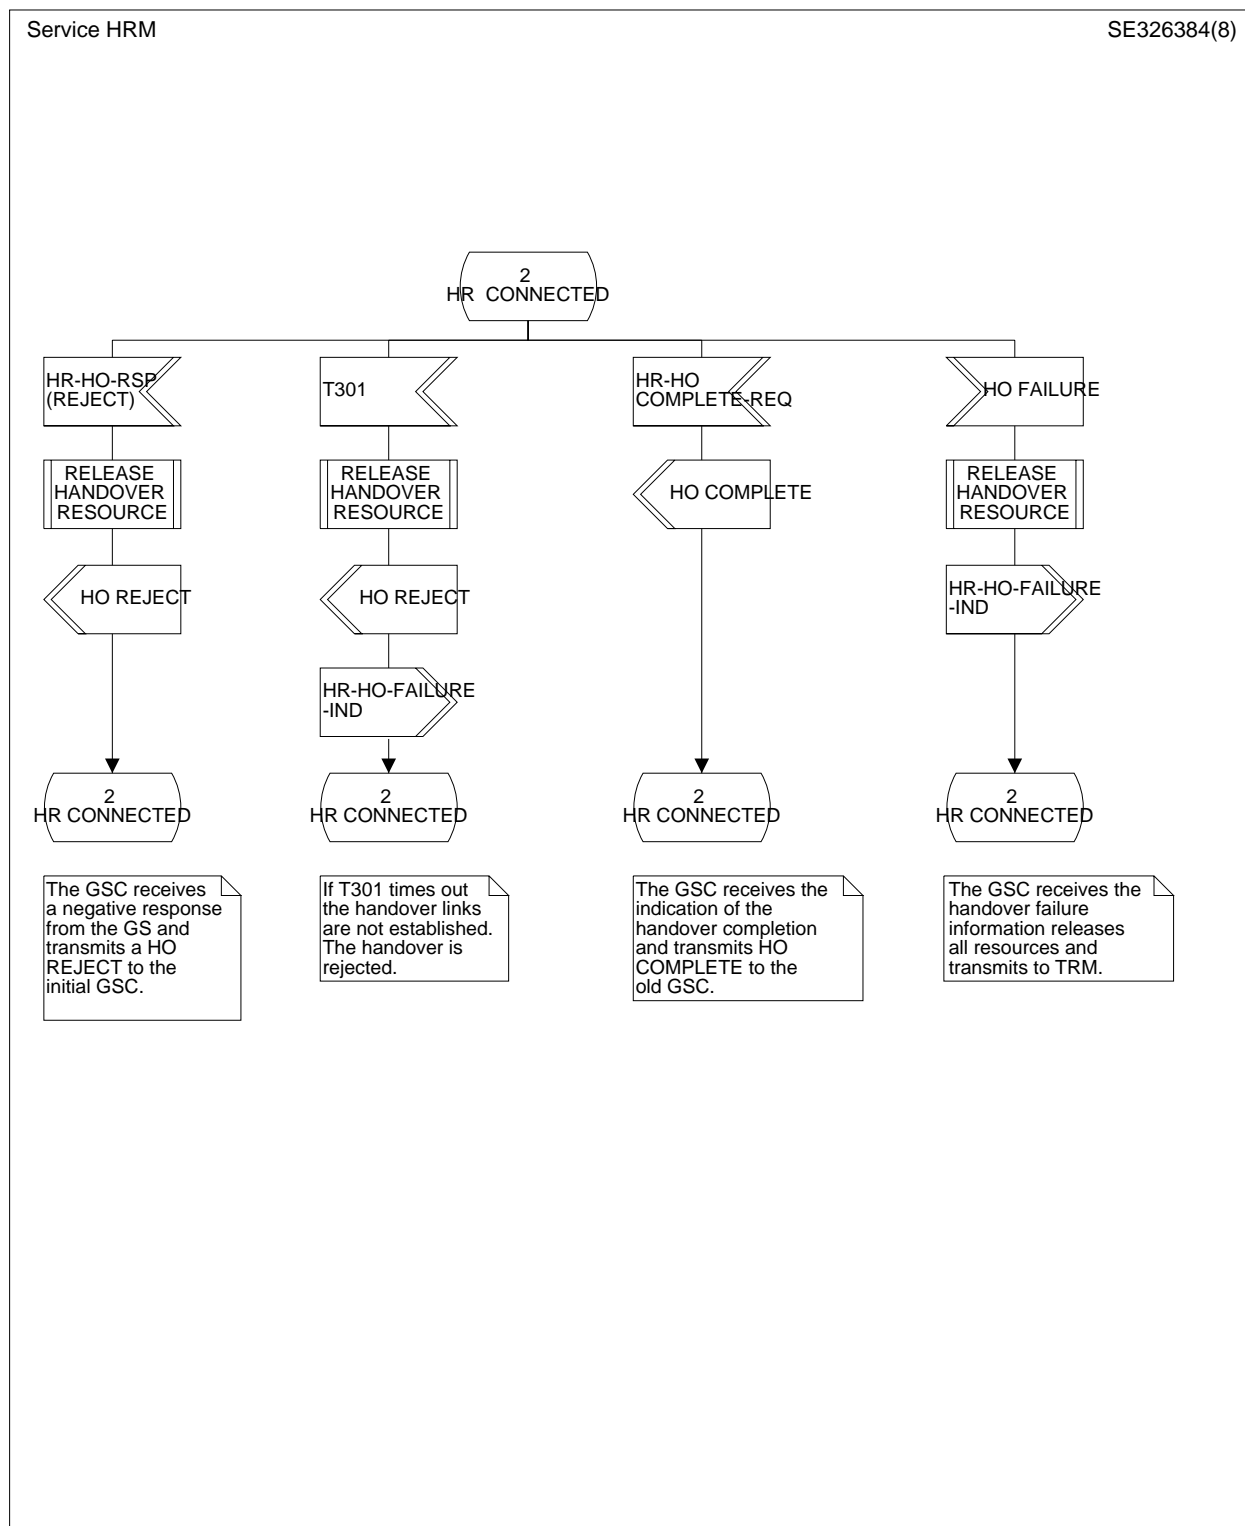 Service HRM
SE326384(8)
2
HR CONNECTED
HR-HO-RSP
(REJECT)
T301
HR-HO
COMPLETE-REQ
HO FAILURE
RELEASE
HANDOVER
RESOURCE
RELEASE
HANDOVER
RESOURCE
HO COMPLETE
RELEASE
HANDOVER
RESOURCE
HO REJECT
HO REJECT
HR-HO-FAILURE
-IND
HR-HO-FAILURE
-IND
2
HR CONNECTED
2
HR CONNECTED
2
HR CONNECTED
2
HR CONNECTED
The GSC receives
a negative response
from the GS and
transmits a HO
REJECT to the
initial GSC.
If T301 times out
the handover links
are not established.
The handover is
rejected.
The GSC receives the
indication of the
handover completion
and transmits HO
COMPLETE to the
old GSC.
The GSC receives the
handover failure
information releases
all resources and
transmits to TRM.